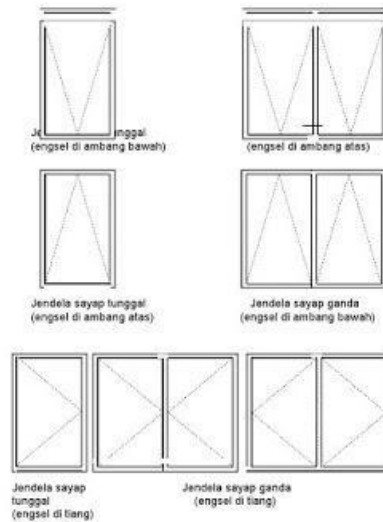 (engsel di ambang bawah)
(engsel di ambang atas)
Jendela sayap tunggal
(engsel di ambang atas)
Jendela sayap ganda
(engsel di ambang bawah)
Jendela sayap
tunggal
(engsel di tiang)
Jendela sayap ganda
(engsel di tiang)